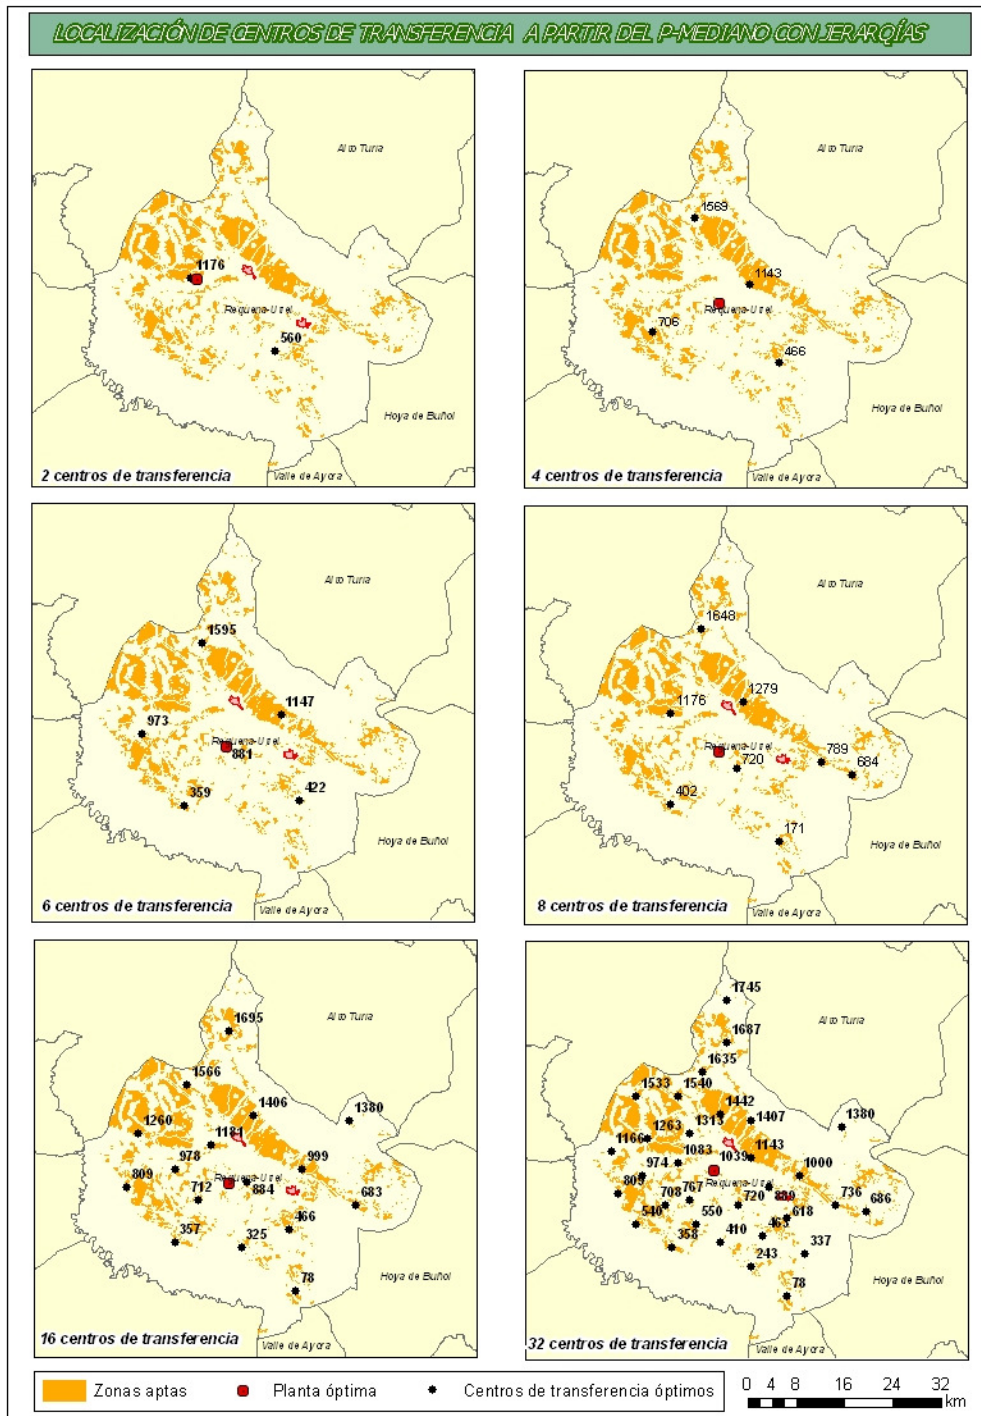 LOCALIZACIÓN DE CENTROS DE TRANSFERENCIA A PARTIR DEL P-MEDIANO CON JERARQÍAS
Alto Turia
1176
Requena-Utiel
560
Hoya de Buñol
2 centros de transferencia
Valle de Ayora
Alto Turia
1569
1143
Requena-Utiel
706
466
Hoya de Buñol
4 centros de transferencia
Valle de Ayora
Alto Turia
1595
1147
973
Requena-Utiel
881
359
422
Hoya de Buñol
6 centros de transferencia
Valle de Ayora
Alto Turia
1648
1279
1176
Requena-Utiel
789
720
684
402
171
Hoya de Buñol
8 centros de transferencia
Valle de Ayora
1695
Alto Turia
1566
1406
1380
1260
1181
978
999
809
Requena-Utiel
884
712
683
466
357
325
78
Hoya de Buñol
16 centros de transferencia
Valle de Ayora
1745
Alto Turia
1687
1635
1533
1540
1442
1407
1380
1313
1263
1166
1143
1083
1039
974
1000
Requena-Utiel
809
708
767
720
889
736
686
618
540
550
463
358
410
337
243
78
Hoya de Buñol
32 centros de transferencia
Valle de Ayora
Zonas aptas
Planta óptima
Centros de transferencia óptimos
0 4 8 16 24 32
km